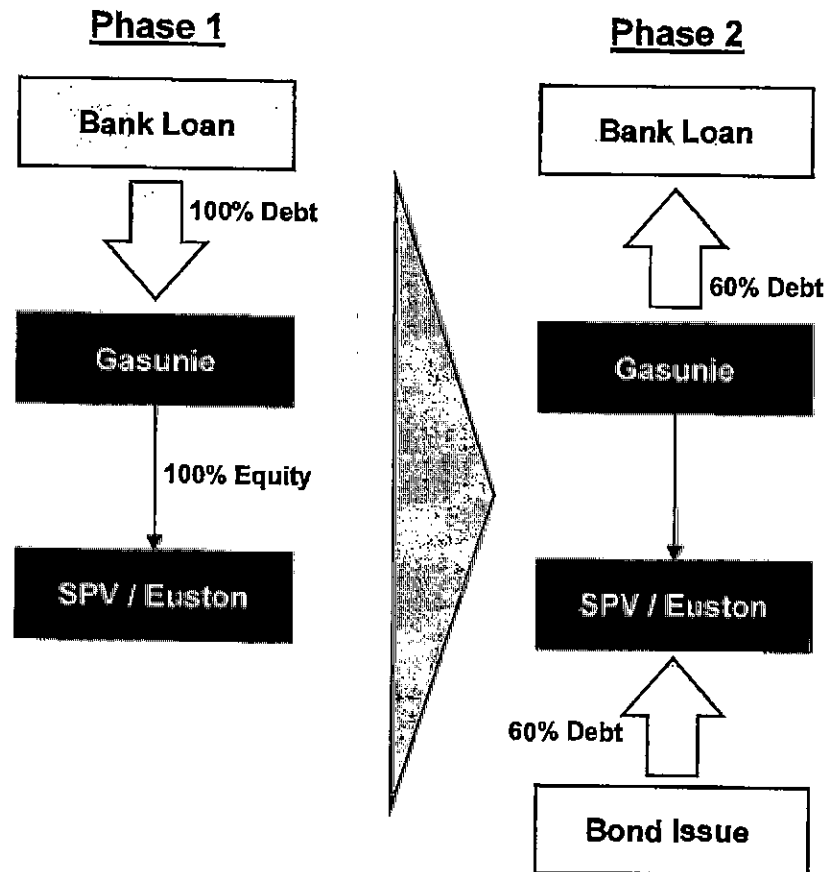 Phase 1
Bank Loan
100% Debt
Gasunie
100% Equity
SPV / Euston
Phase 2
Bank Loan
60% Debt
Gasunie
SPV / Euston
60% Debt
Bond Issue